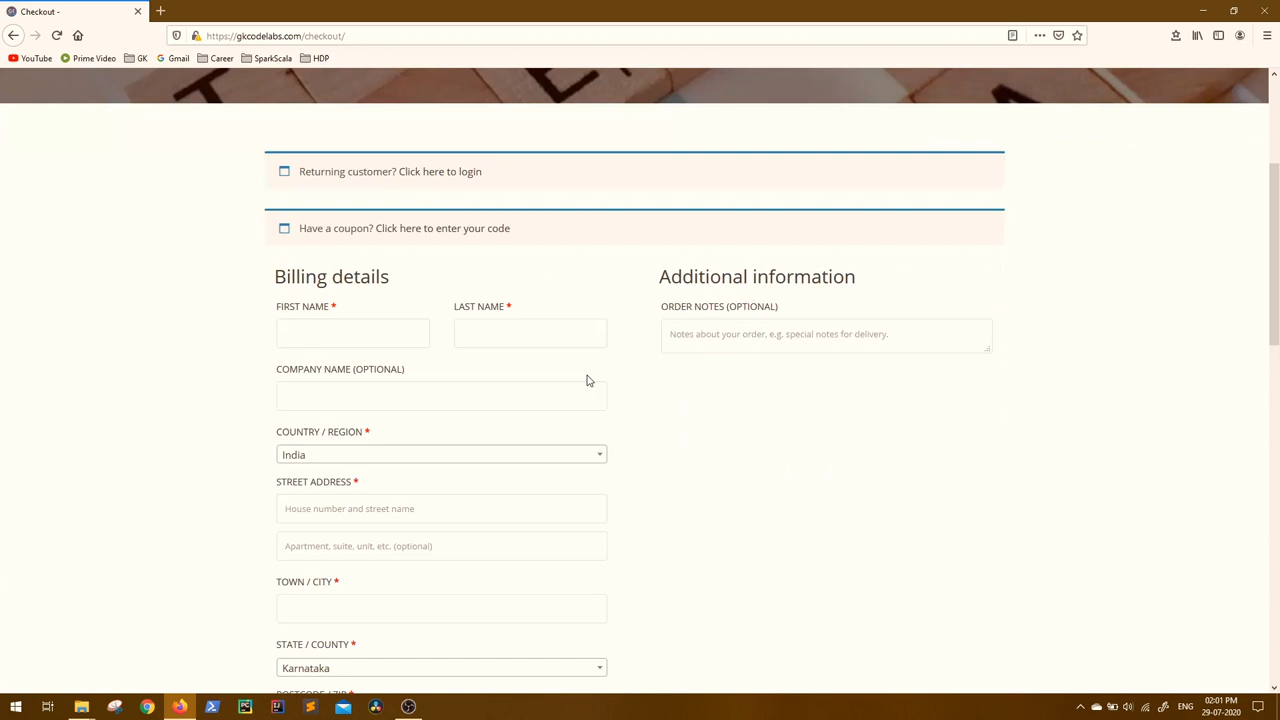 Checkout -
https://gkcodelabs.com/checkout/
YouTube
Prime Video
GK
Gmail
Career
SparkScala
HDP
Returning customer? Click here to login
Have a coupon? Click here to enter your code
Billing details
Additional information
FIRST NAME *
LAST NAME *
ORDER NOTES (OPTIONAL)
Notes about your order, e.g. special notes for delivery.
COMPANY NAME (OPTIONAL)
COUNTRY / REGION *
India
STREET ADDRESS *
House number and street name
Apartment, suite, unit, etc. (optional)
TOWN / CITY *
STATE / COUNTY *
Karnataka
POSTCODE / ZIP *
ENG
02:01 PM
29-07-2020